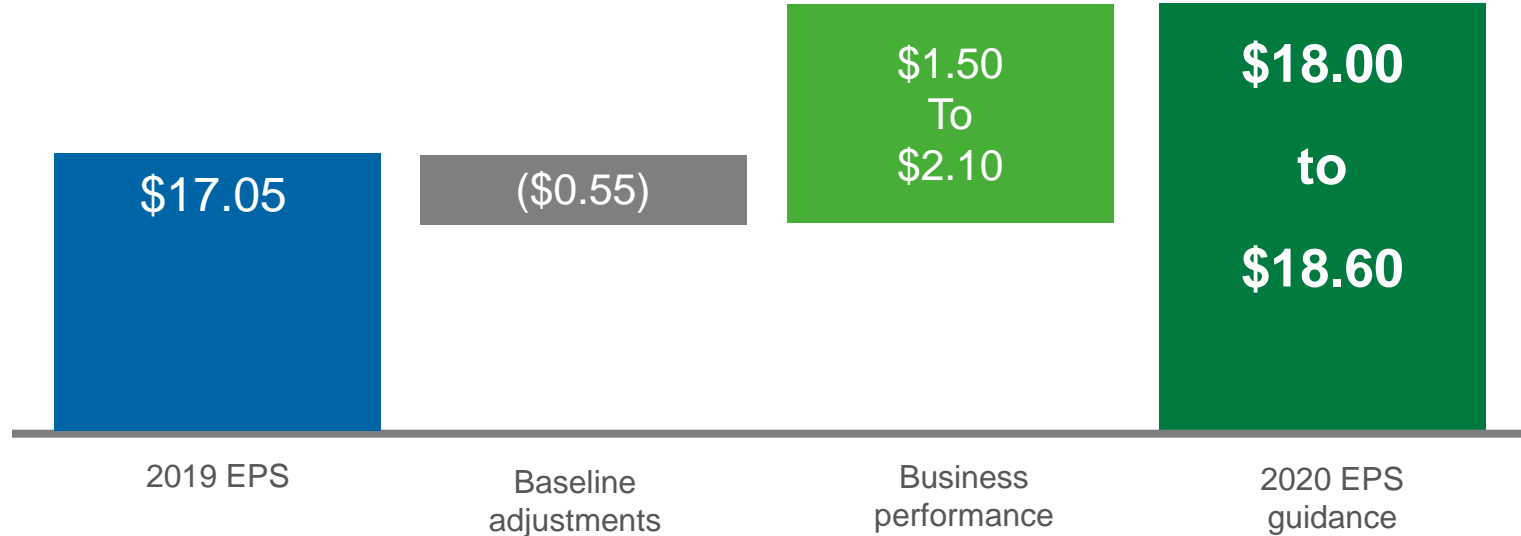 $17.05
($0.55)
$1.50
To
$2.10
$18.00
to
$18.60
2019 EPS
Baseline
adjustments
Business
performance
2020 EPS
guidance